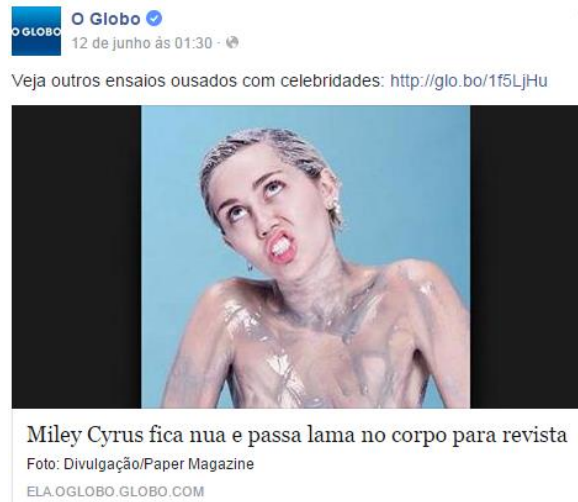 O GLOBO
O Globo
12 de junho ás 01:30 ·
Veja outros ensaios ousados com celebridades: http://glo.bo/1f5LjHu
Miley Cyrus fica nua e passa lama no corpo para revista
Foto: Divulgação/Paper Magazine
ELA.OGLOBO.GLOBO.COM